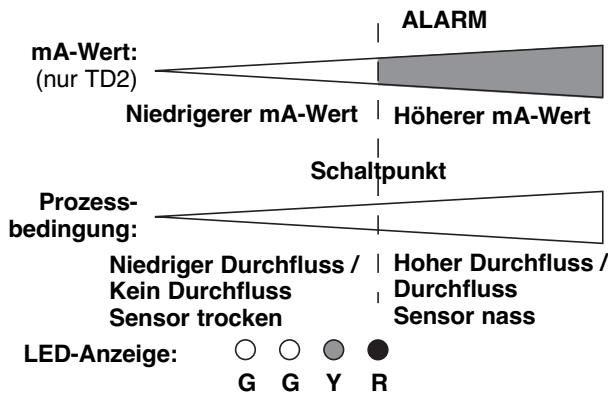 ALARM
mA-Wert:
(nur TD2)
Niedrigerer mA-Wert
Höherer mA-Wert
Schaltpunkt
Prozess-
bedingung:
Niedriger Durchfluss /
Kein Durchfluss
Sensor trocken
Hoher Durchfluss /
Durchfluss
Sensor nass
LED-Anzeige:
G G Y R